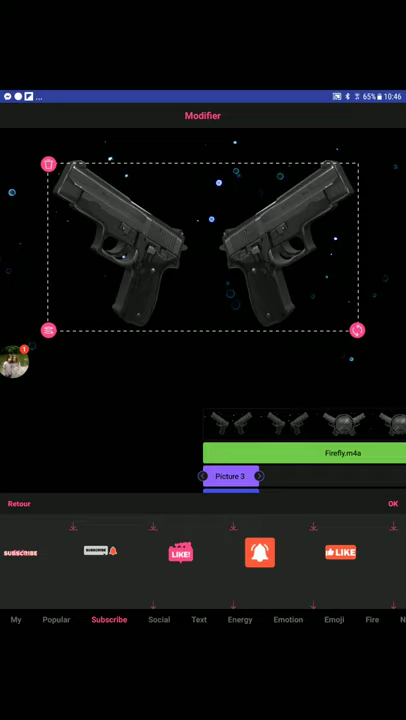 ... 65% 10:46
Modifier
1
Firefly.m4a
Picture 3
Retour OK
SUBSCRIBE SUBSCRIBE LIKE! LIKE
My Popular Subscribe Social Text Energy Emotion Emoji Fire N